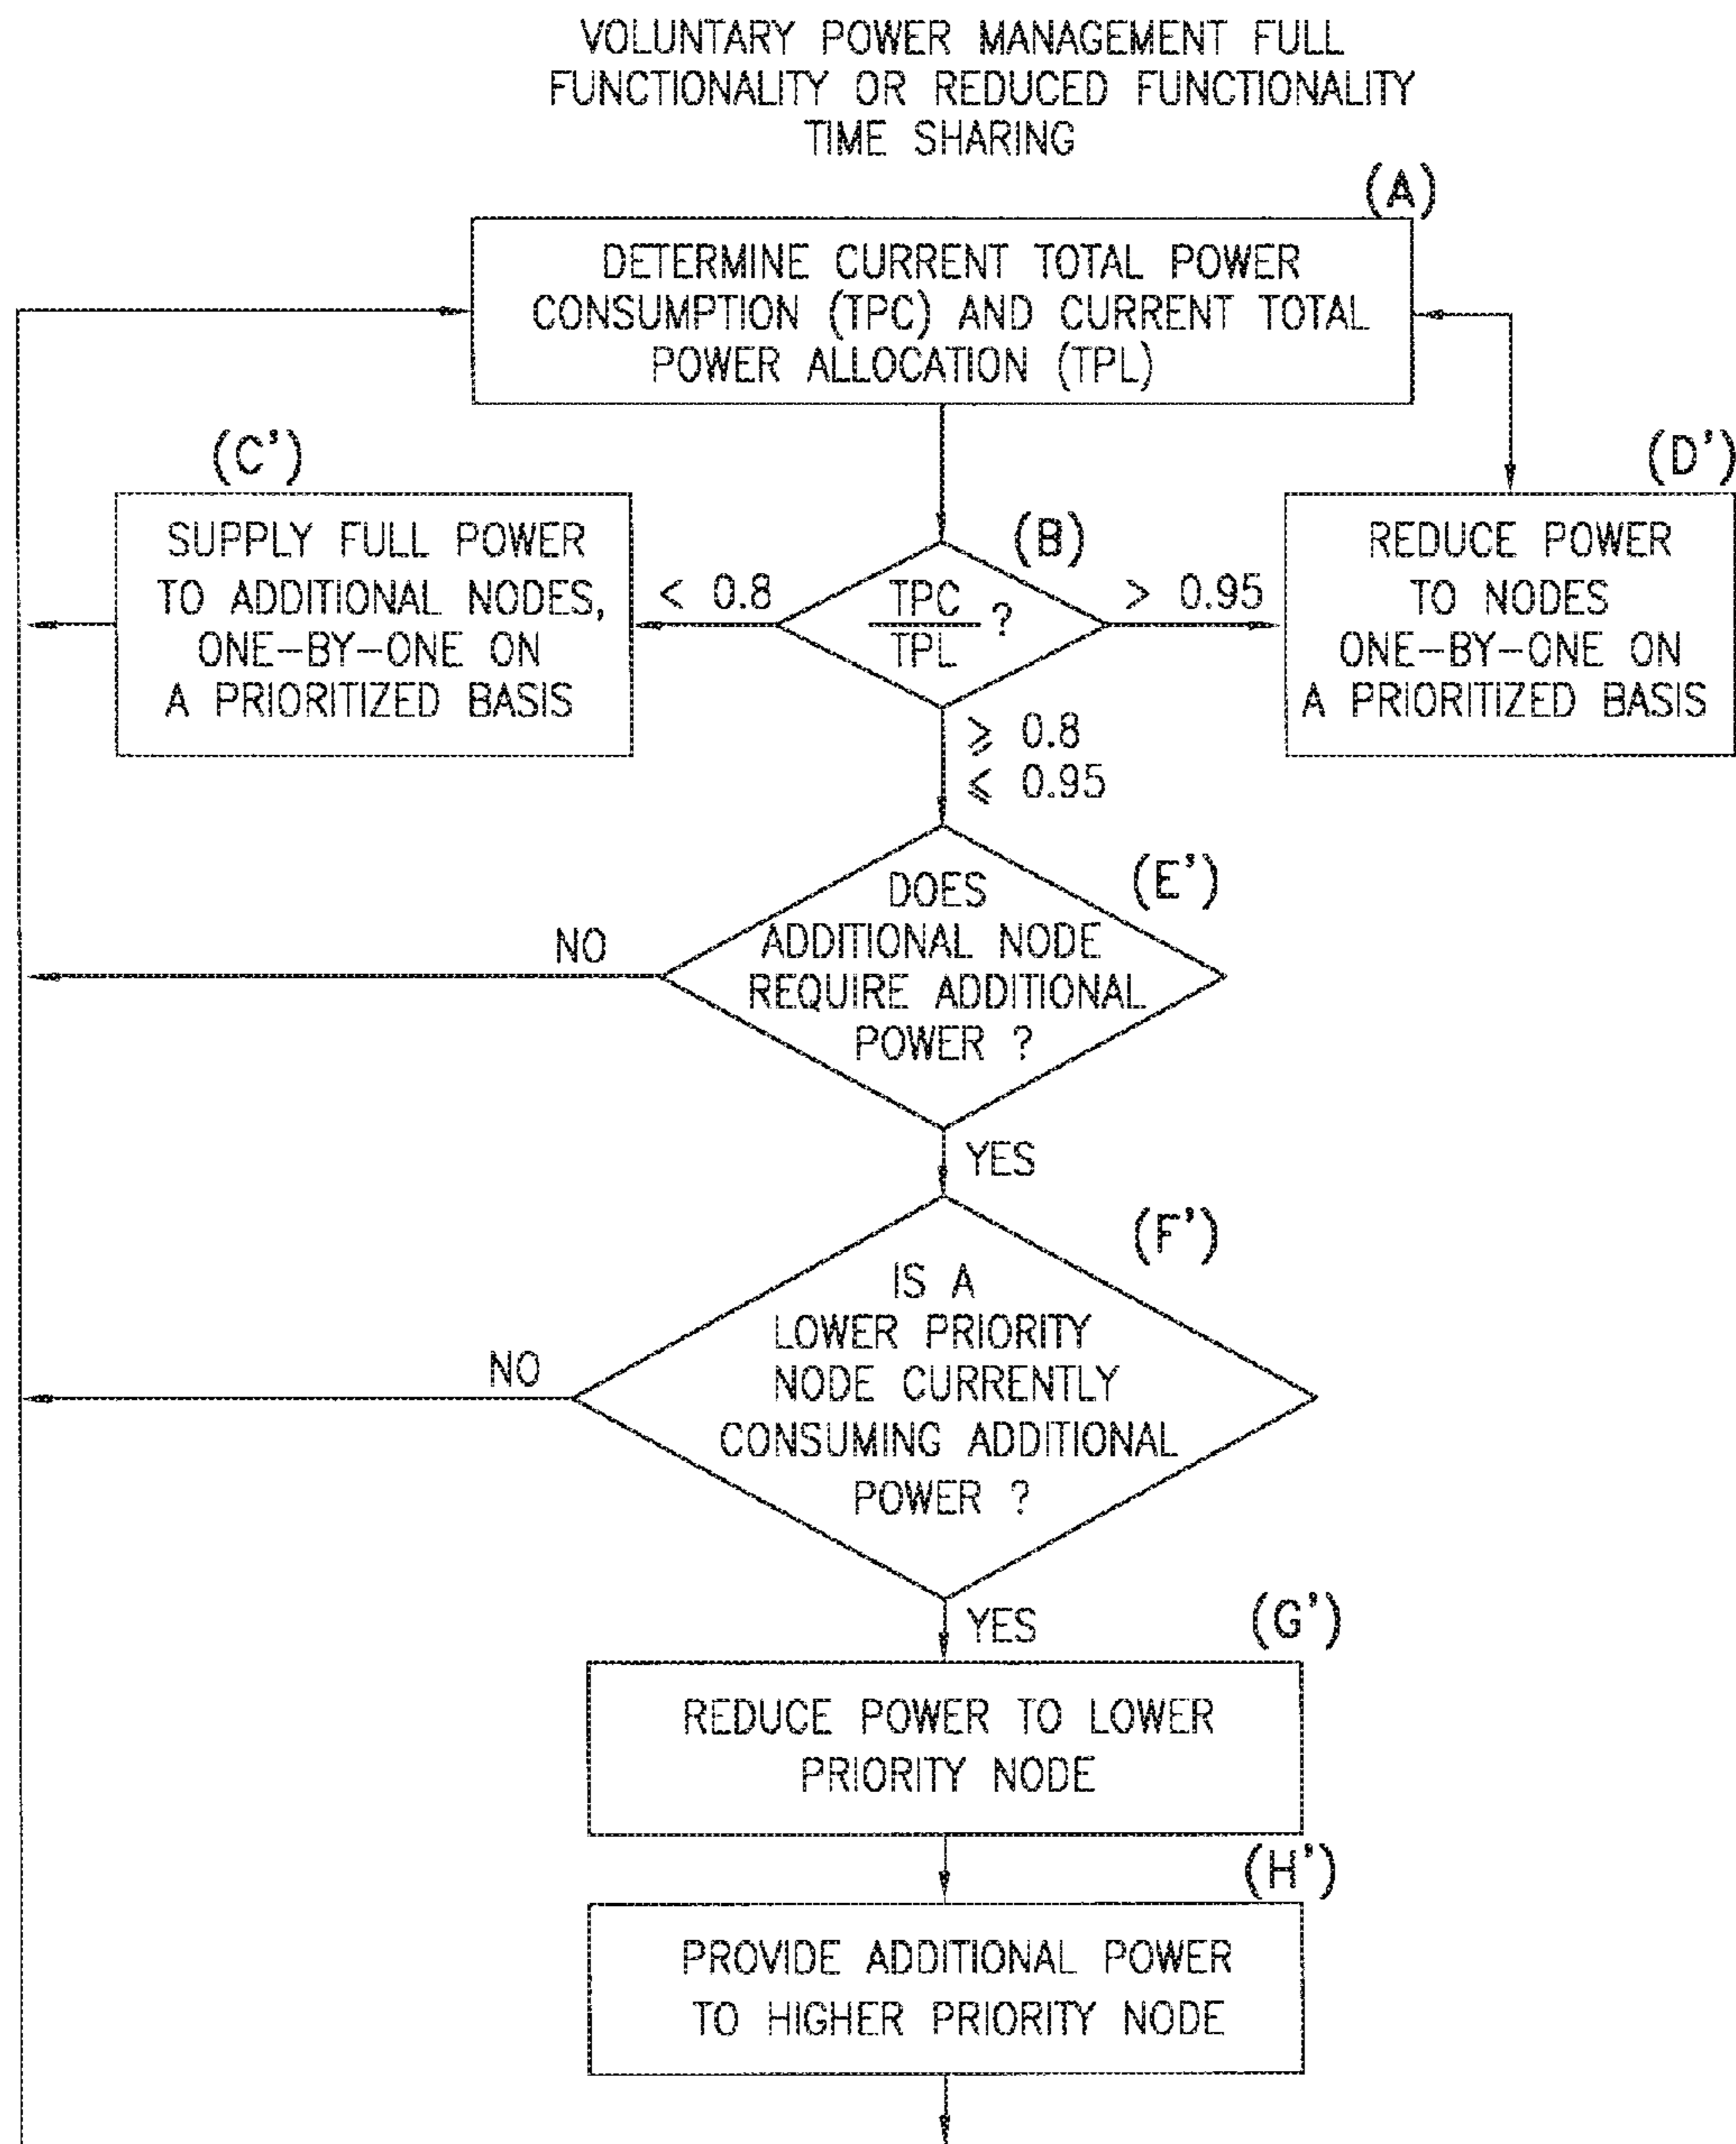 VOLUNTARY POWER MANAGEMENT FULL
FUNCTIONALITY OR REDUCED FUNCTIONALITY
TIME SHARING
(A)
DETERMINE CURRENT TOTAL POWER
CONSUMPTION (TPC) AND CURRENT TOTAL
POWER ALLOCATION (TPL)
(C')
SUPPLY FULL POWER
TO ADDITIONAL NODES,
ONE-BY-ONE ON
A PRIORITIZED BASIS
< 0.8
(B)
TPC
TPL
?
> 0.95
(D')
REDUCE POWER
TO NODES
ONE-BY-ONE ON
A PRIORITIZED BASIS
⩾ 0.8
⩽ 0.95
(E')
DOES
ADDITIONAL NODE
REQUIRE ADDITIONAL
POWER ?
NO
YES
(F')
IS A
LOWER PRIORITY
NODE CURRENTLY
CONSUMING ADDITIONAL
POWER ?
NO
YES
(G')
REDUCE POWER TO LOWER
PRIORITY NODE
(H')
PROVIDE ADDITIONAL POWER
TO HIGHER PRIORITY NODE